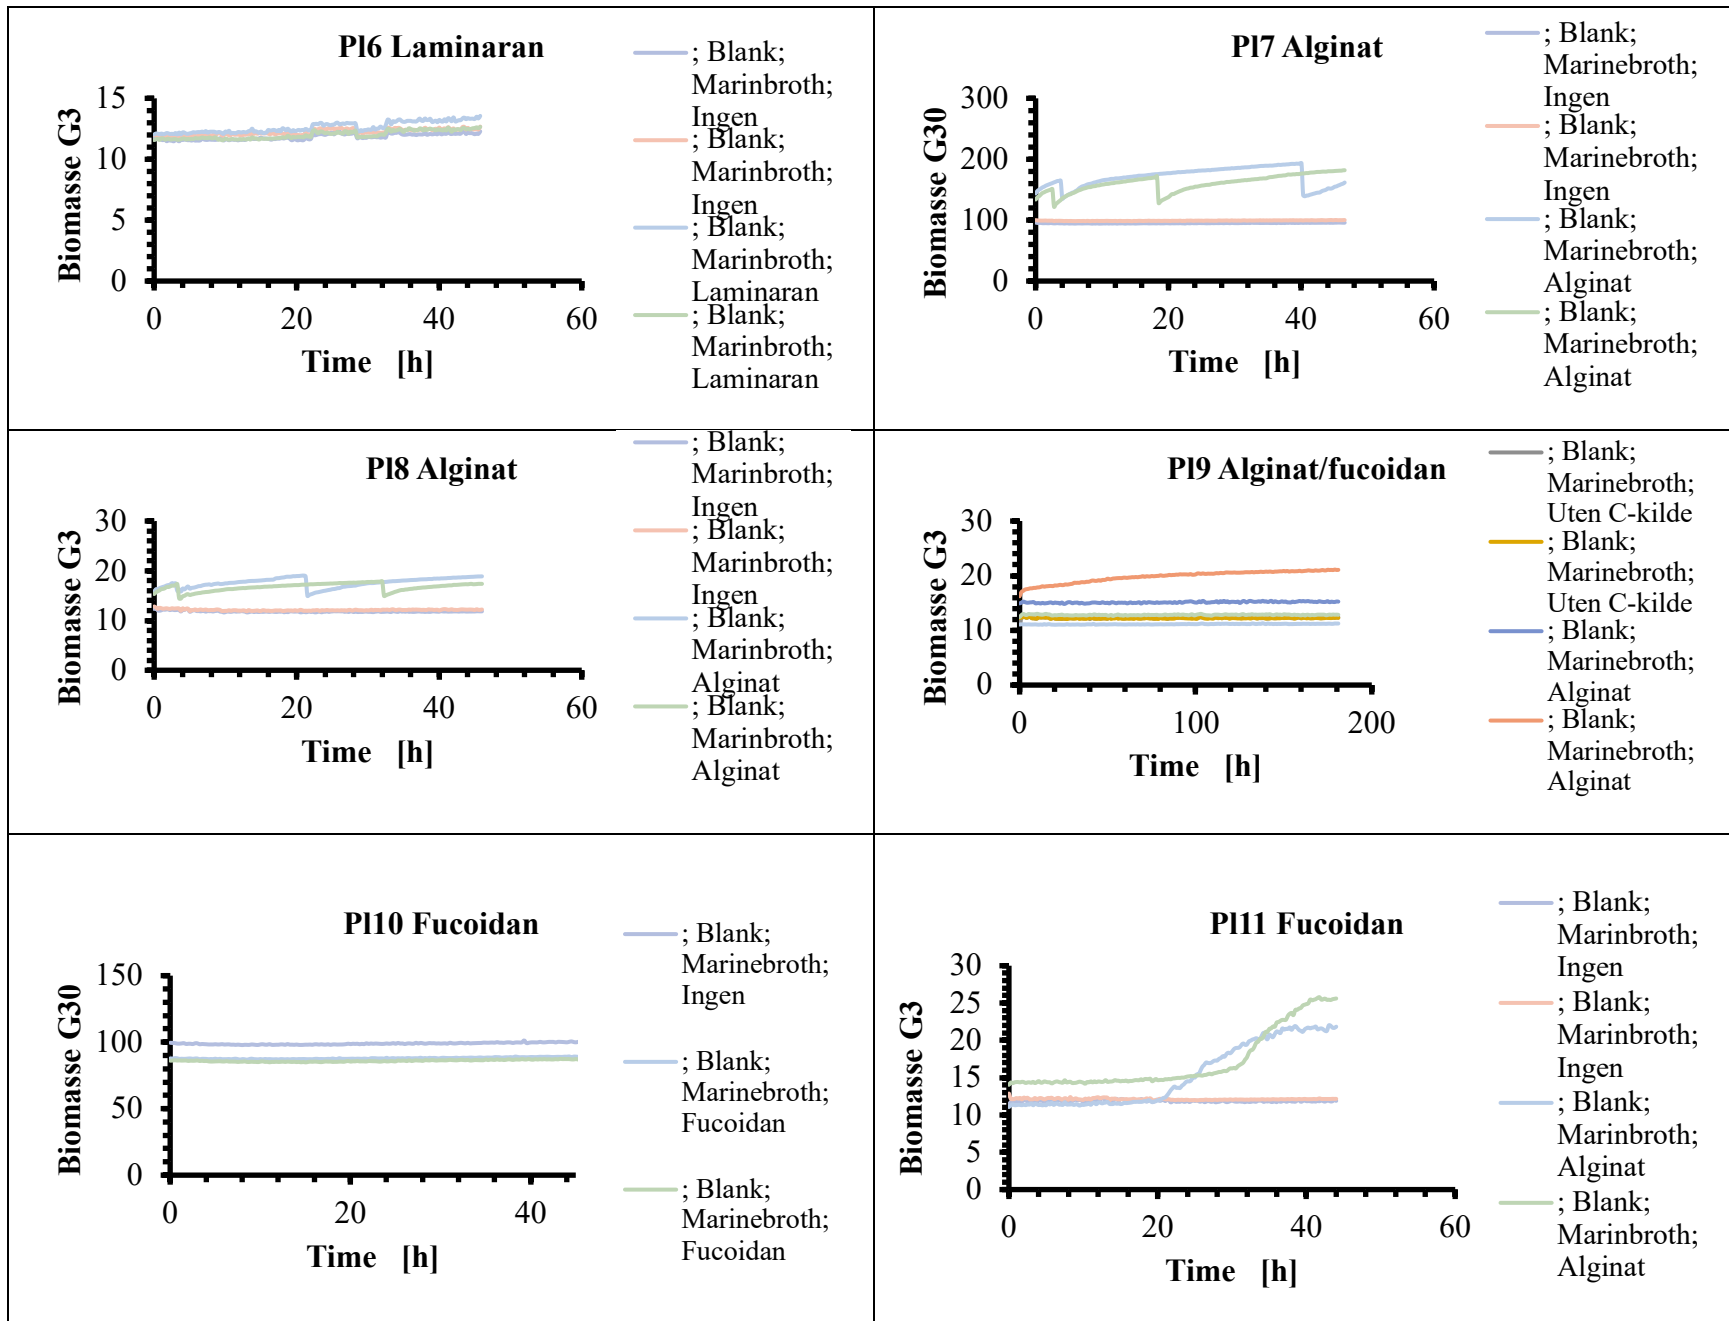 Pl6 Laminaran
Biomasse G3
15
10
5
0
0
20
40
60
Time [h]
; Blank;
Marinbroth;
Ingen
; Blank;
Marinbroth;
Ingen
; Blank;
Marinbroth;
Laminaran
; Blank;
Marinbroth;
Laminaran
Pl7 Alginat
Biomasse G30
300
200
100
0
0
20
40
60
Time [h]
; Blank;
Marinebroth;
Ingen
; Blank;
Marinebroth;
Ingen
; Blank;
Marinebroth;
Alginat
; Blank;
Marinebroth;
Alginat
Pl8 Alginat
Biomasse G3
30
20
10
0
0
20
40
60
Time [h]
; Blank;
Marinbroth;
Ingen
; Blank;
Marinbroth;
Ingen
; Blank;
Marinbroth;
Alginat
; Blank;
Marinbroth;
Alginat
Pl9 Alginat/fucoidan
Biomasse G3
30
20
10
0
0
100
200
Time [h]
; Blank;
Marinebroth;
Uten C-kilde
; Blank;
Marinebroth;
Uten C-kilde
; Blank;
Marinebroth;
Alginat
; Blank;
Marinebroth;
Alginat
Pl10 Fucoidan
Biomasse G30
150
100
50
0
0
20
40
Time [h]
; Blank;
Marinebroth;
Ingen
; Blank;
Marinebroth;
Fucoidan
; Blank;
Marinebroth;
Fucoidan
Pl11 Fucoidan
Biomasse G3
30
25
20
15
10
5
0
0
20
40
60
Time [h]
; Blank;
Marinbroth;
Ingen
; Blank;
Marinbroth;
Ingen
; Blank;
Marinbroth;
Alginat
; Blank;
Marinbroth;
Alginat